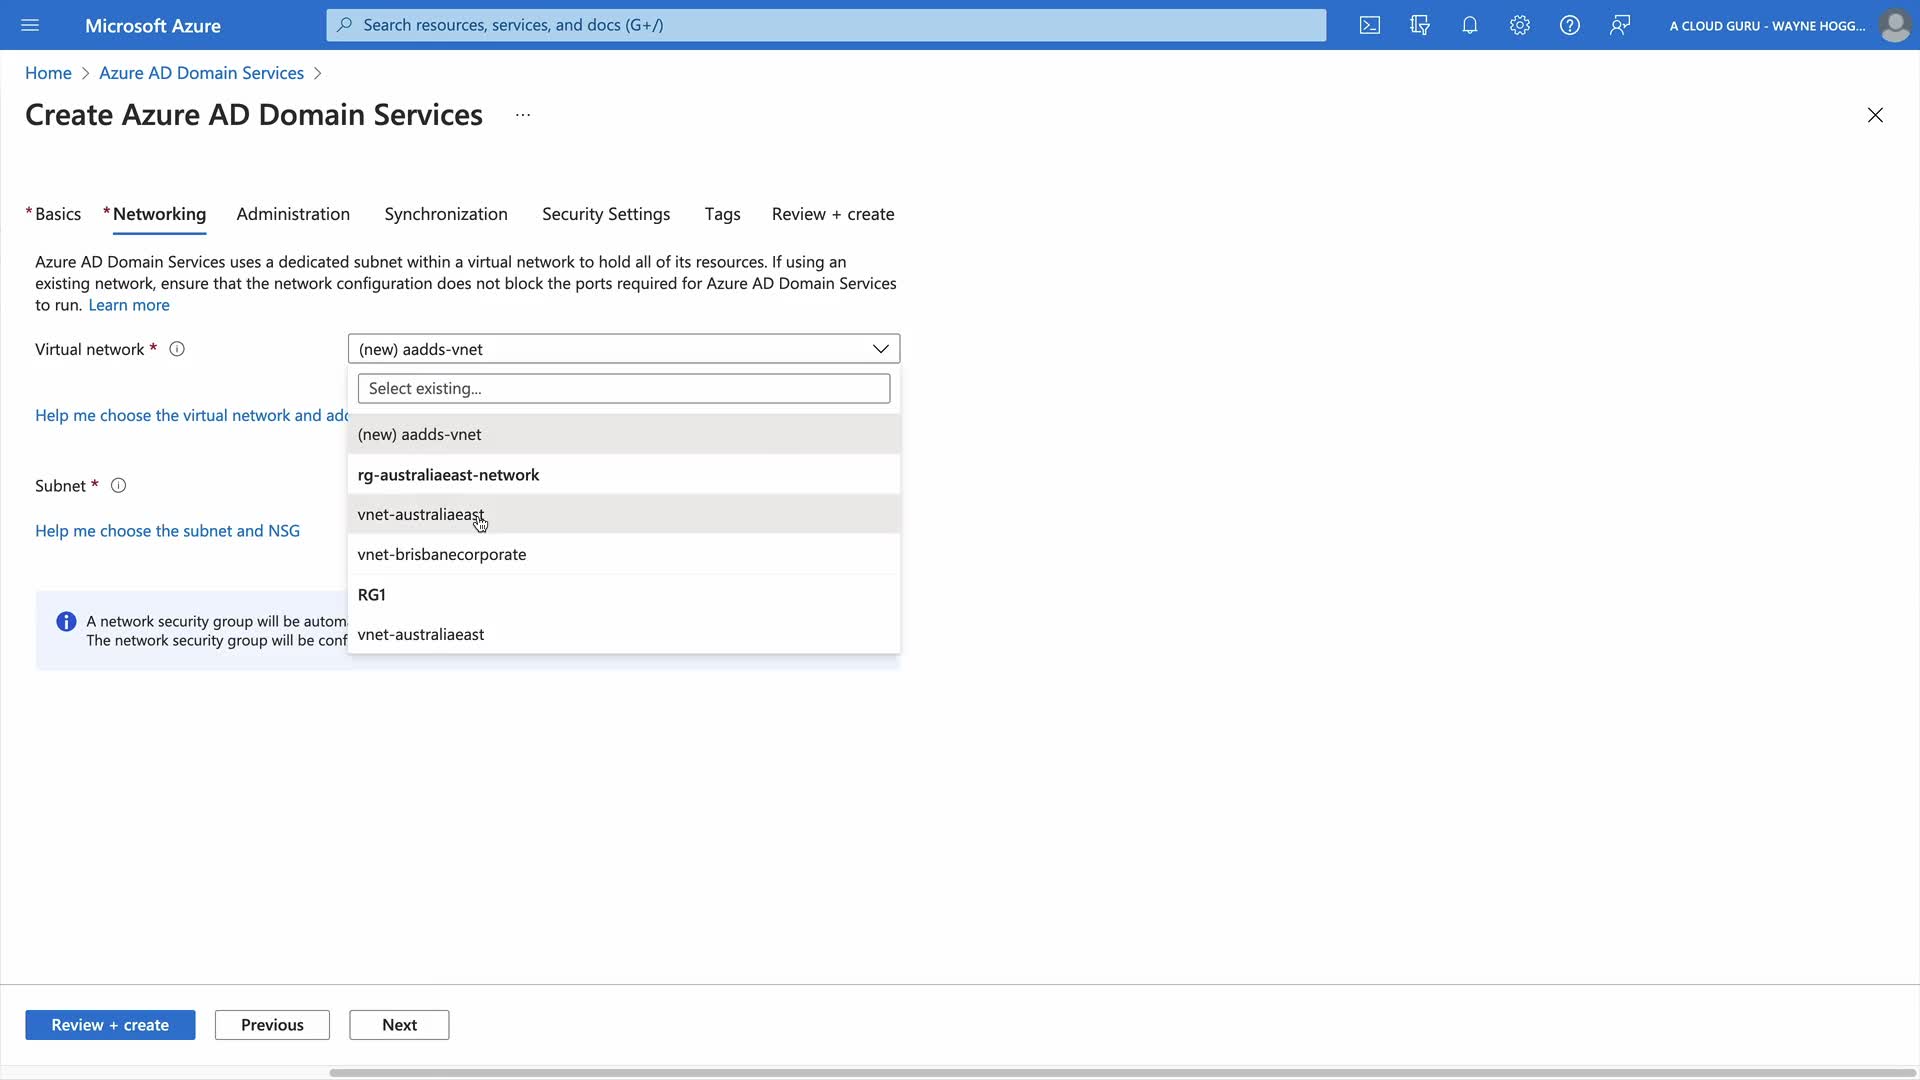 Microsoft Azure
Search resources, services, and docs (G+/)
A CLOUD GURU - WAYNE HOGG...
Home > Azure AD Domain Services >
Create Azure AD Domain Services ...
* Basics * Networking Administration Synchronization Security Settings Tags Review + create
Azure AD Domain Services uses a dedicated subnet within a virtual network to hold all of its resources. If using an
existing network, ensure that the network configuration does not block the ports required for Azure AD Domain Services
to run. Learn more
Virtual network * (new) aadds-vnet
Select existing...
Help me choose the virtual network and add
(new) aadds-vnet
rg-australiaeast-network
Subnet *
vnet-australiaeast
Help me choose the subnet and NSG
vnet-brisbanecorporate
RG1
A network security group will be autom
The network security group will be conf
vnet-australiaeast
Review + create Previous Next